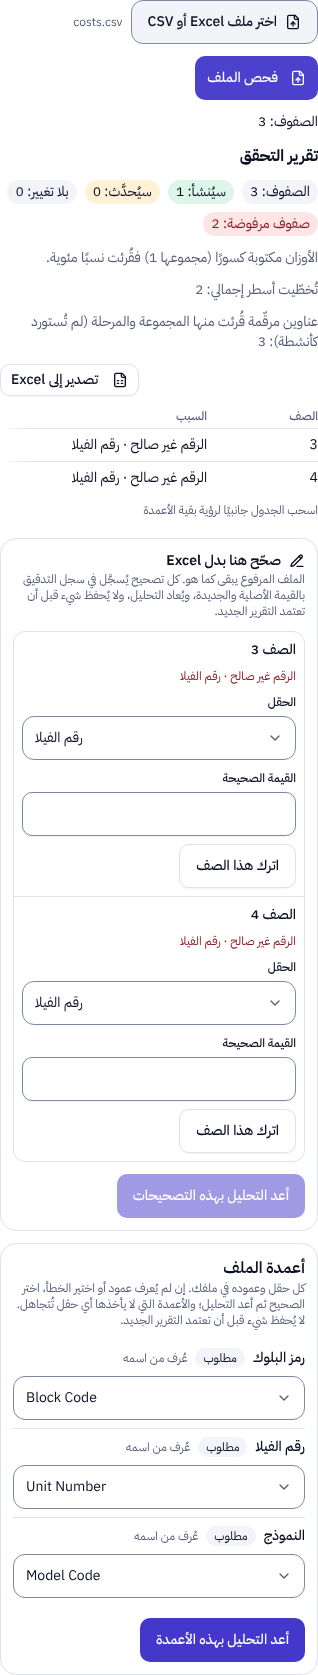 اختر ملف Excel أو CSV
costs.csv
فحص الملف
الصفوف: 3
تقرير التحقق
الصفوف: 3
سيُنشأ: 1
سيُحدَّث: 0
بلا تغيير: 0
صفوف مرفوضة: 2
الأوزان مكتوبة كسورًا (مجموعها 1) فقُرئت نسبًا مئوية.
تُخطّيت أسطر إجمالي: 2
عناوين مرقّمة قُرئت منها المجموعة والمرحلة (لم تُستورد
كأنشطة): 3
تصدير إلى Excel
الصف السبب
3 الرقم غير صالح · رقم الفيلا
4 الرقم غير صالح · رقم الفيلا
اسحب الجدول جانبيًا لرؤية بقية الأعمدة
صحّح هنا بدل Excel
الملف المرفوع يبقى كما هو. كل تصحيح يُسجَّل في سجل التدقيق
بالقيمة الأصلية والجديدة، ويُعاد التحليل، ولا يُحفظ شيء قبل أن
تعتمد التقرير الجديد.
الصف 3
الرقم غير صالح · رقم الفيلا
الحقل
رقم الفيلا
القيمة الصحيحة
اترك هذا الصف
الصف 4
الرقم غير صالح · رقم الفيلا
الحقل
رقم الفيلا
القيمة الصحيحة
اترك هذا الصف
أعد التحليل بهذه التصحيحات
أعمدة الملف
كل حقل وعموده في ملفك. إن لم يُعرف عمود أو اختير الخطأ، اختر
الصحيح ثم أعد التحليل؛ والأعمدة التي لا يأخذها أي حقل تُتجاهل.
لا يُحفظ شيء قبل أن تعتمد التقرير الجديد.
رمز البلوك مطلوب عُرف من اسمه
Block Code
رقم الفيلا مطلوب عُرف من اسمه
Unit Number
النموذج مطلوب عُرف من اسمه
Model Code
أعد التحليل بهذه الأعمدة